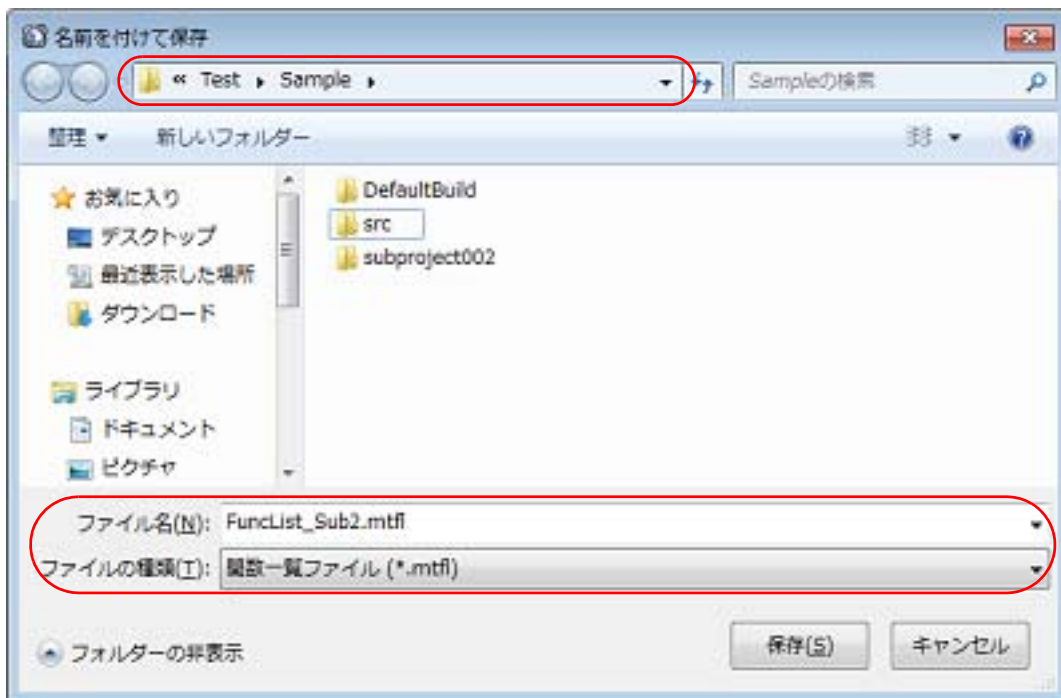 名前を付けて保存
« Test ▸ Sample ▸
Sampleの検索
整理 ▼ 新しいフォルダー
お気に入り
デスクトップ
最近表示した場所
ダウンロード
ライブラリ
ドキュメント
ピクチャ
DefaultBuild
src
subproject002
ファイル名(N): FuncList_Sub2.mtfl
ファイルの種類(T): 関数一覧ファイル (*.mtfl)
フォルダーの非表示
保存(S) キャンセル